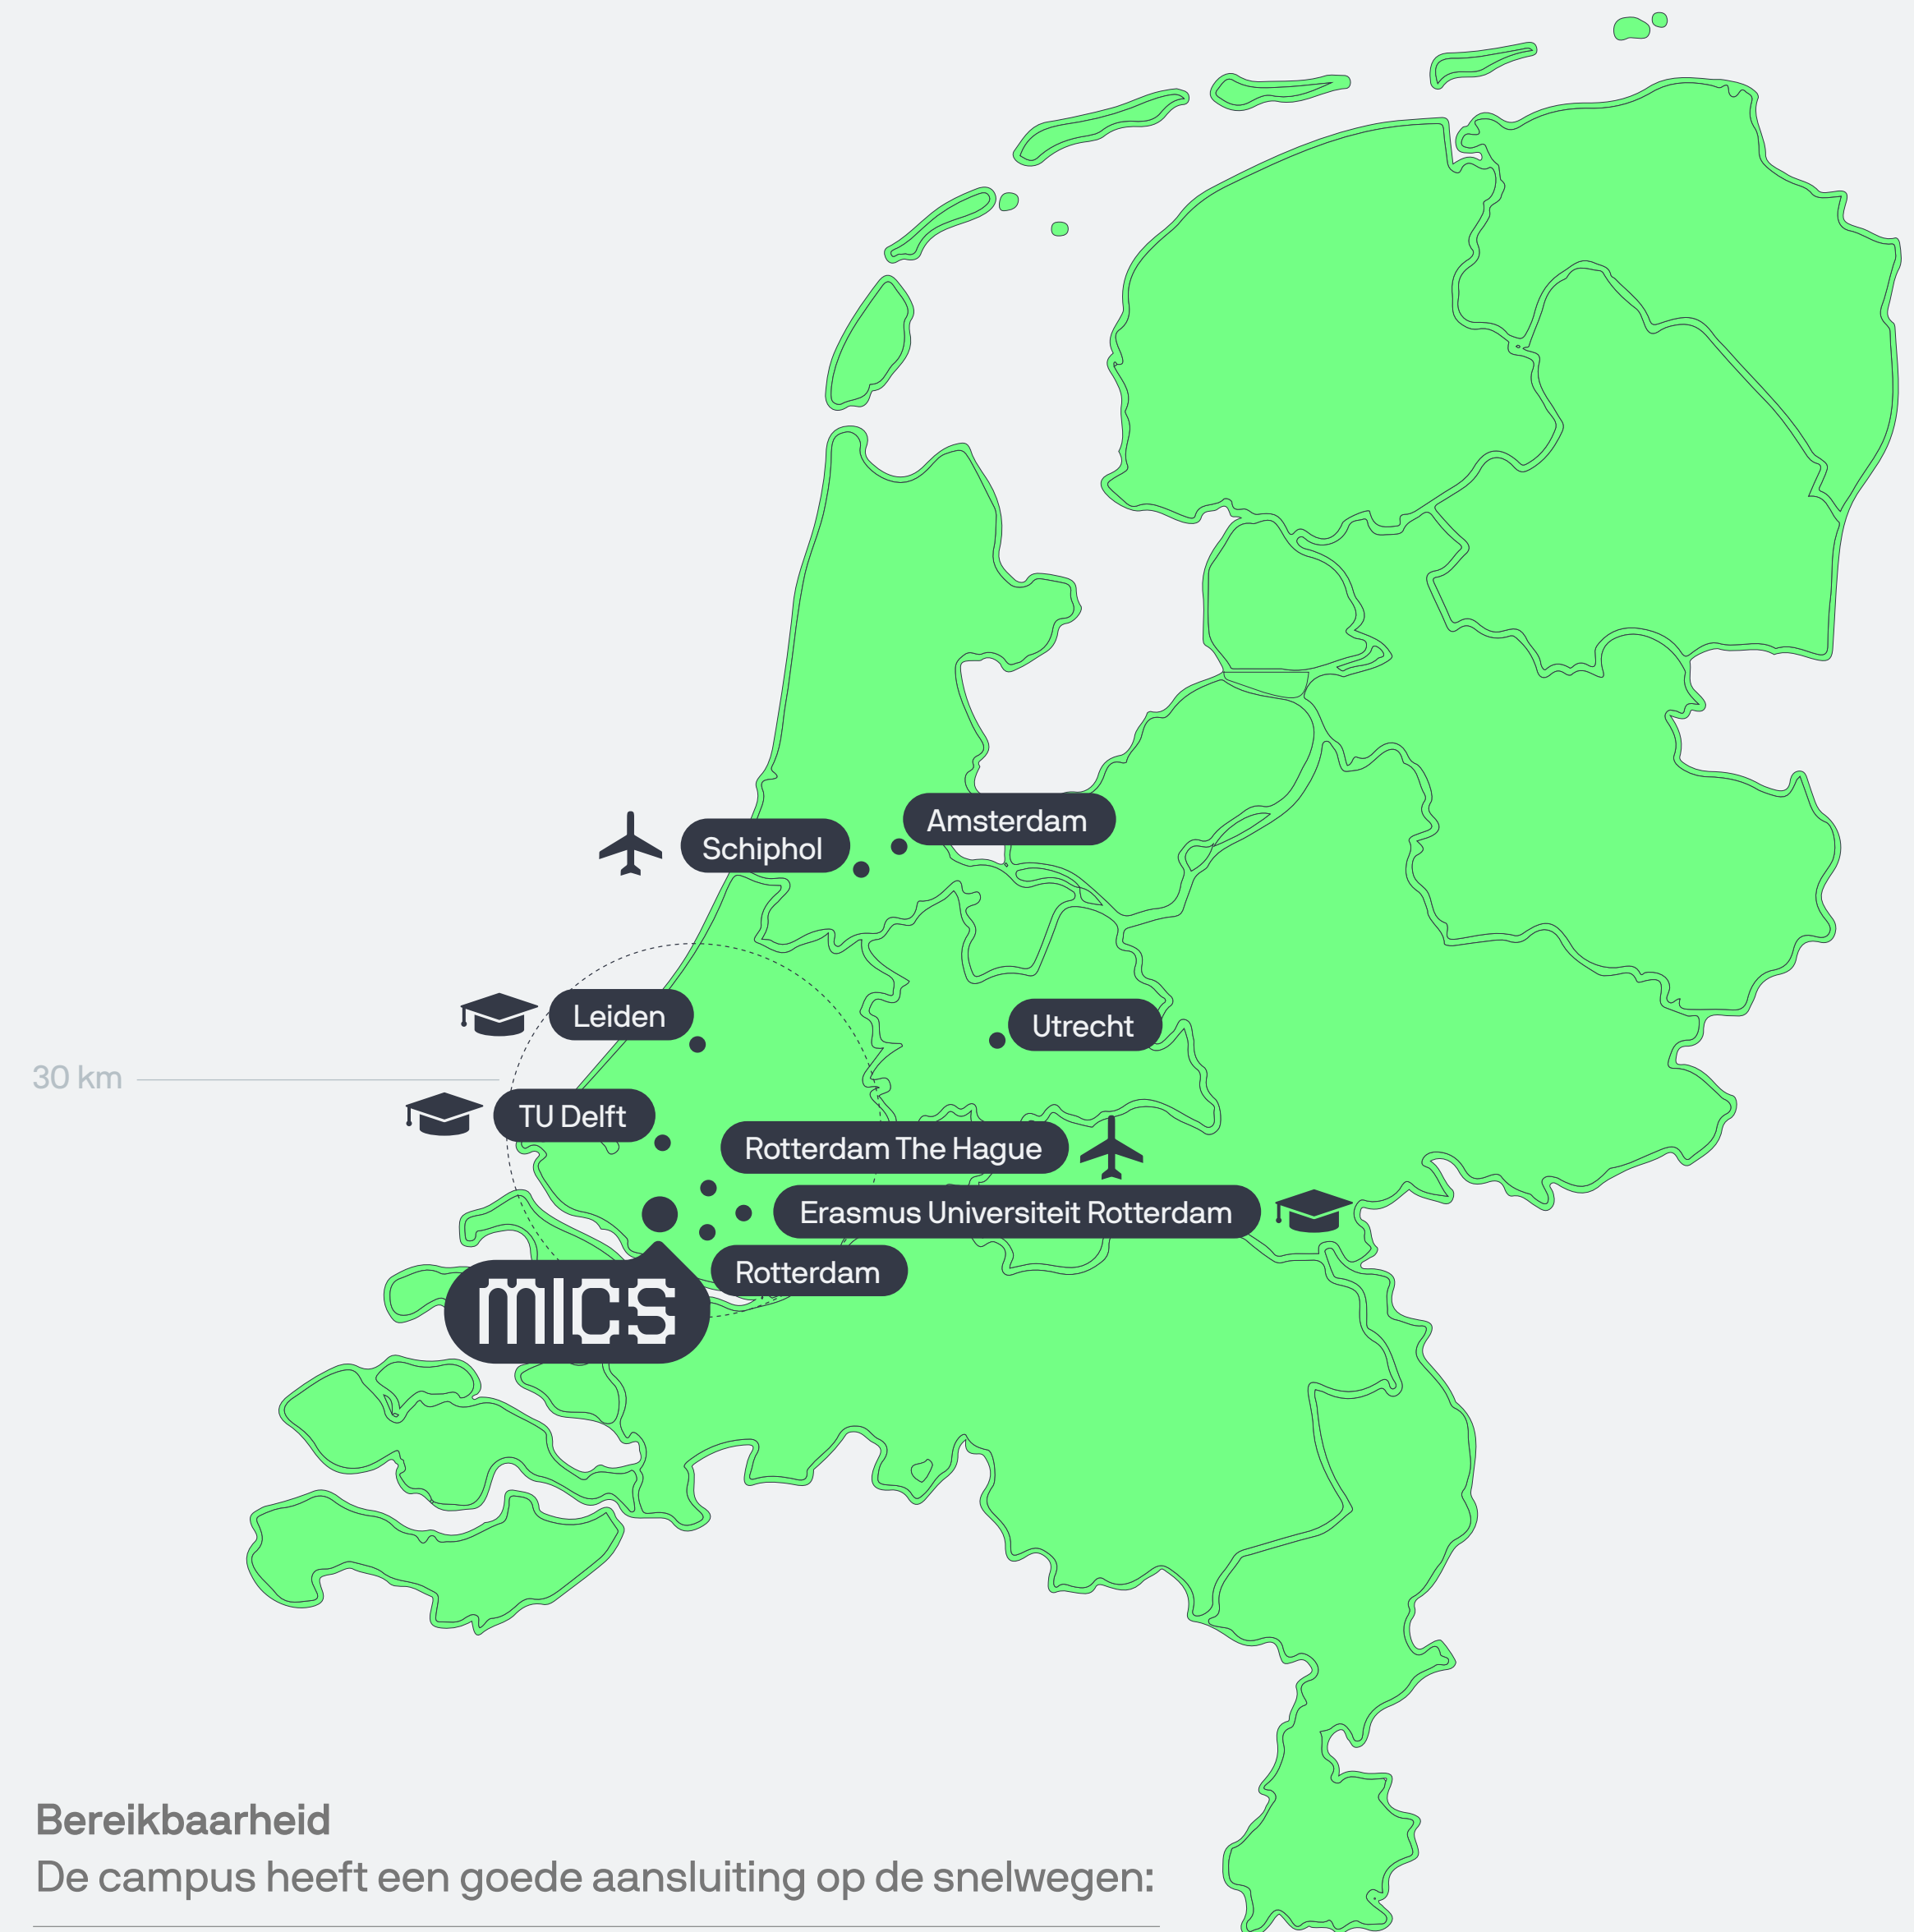 Amsterdam
Schiphol
Leiden
Utrecht
30 km
TU Delft
Rotterdam The Hague
Erasmus Universiteit Rotterdam
Rotterdam
MICS
Bereikbaarheid
De campus heeft een goede aansluiting op de snelwegen: